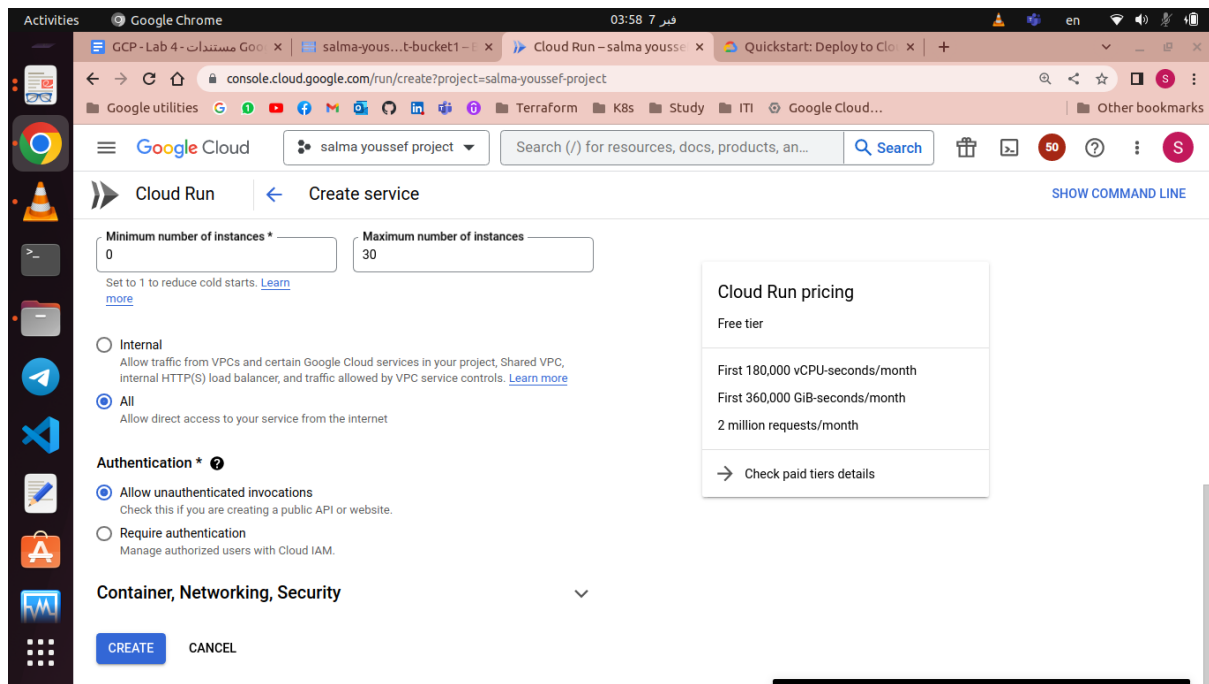 Activities
Google Chrome
فبر 7 03:58
en
GCP - Lab 4 - مستندات Goo
salma-yous...t-bucket1 – B
Cloud Run – salma yousse
Quickstart: Deploy to Clo
console.cloud.google.com/run/create?project=salma-youssef-project
S
Google utilities
Terraform
K8s
Study
ITI
Google Cloud...
Other bookmarks
Google Cloud
salma youssef project
Search (/) for resources, docs, products, an...
Search
50
S
Cloud Run
Create service
SHOW COMMAND LINE
Minimum number of instances *
0
Maximum number of instances
30
Set to 1 to reduce cold starts. Learn
more
Internal
Allow traffic from VPCs and certain Google Cloud services in your project, Shared VPC,
internal HTTP(S) load balancer, and traffic allowed by VPC service controls. Learn more
All
Allow direct access to your service from the internet
Authentication *
Allow unauthenticated invocations
Check this if you are creating a public API or website.
Require authentication
Manage authorized users with Cloud IAM.
Container, Networking, Security
CREATE
CANCEL
Cloud Run pricing
Free tier
First 180,000 vCPU-seconds/month
First 360,000 GiB-seconds/month
2 million requests/month
Check paid tiers details